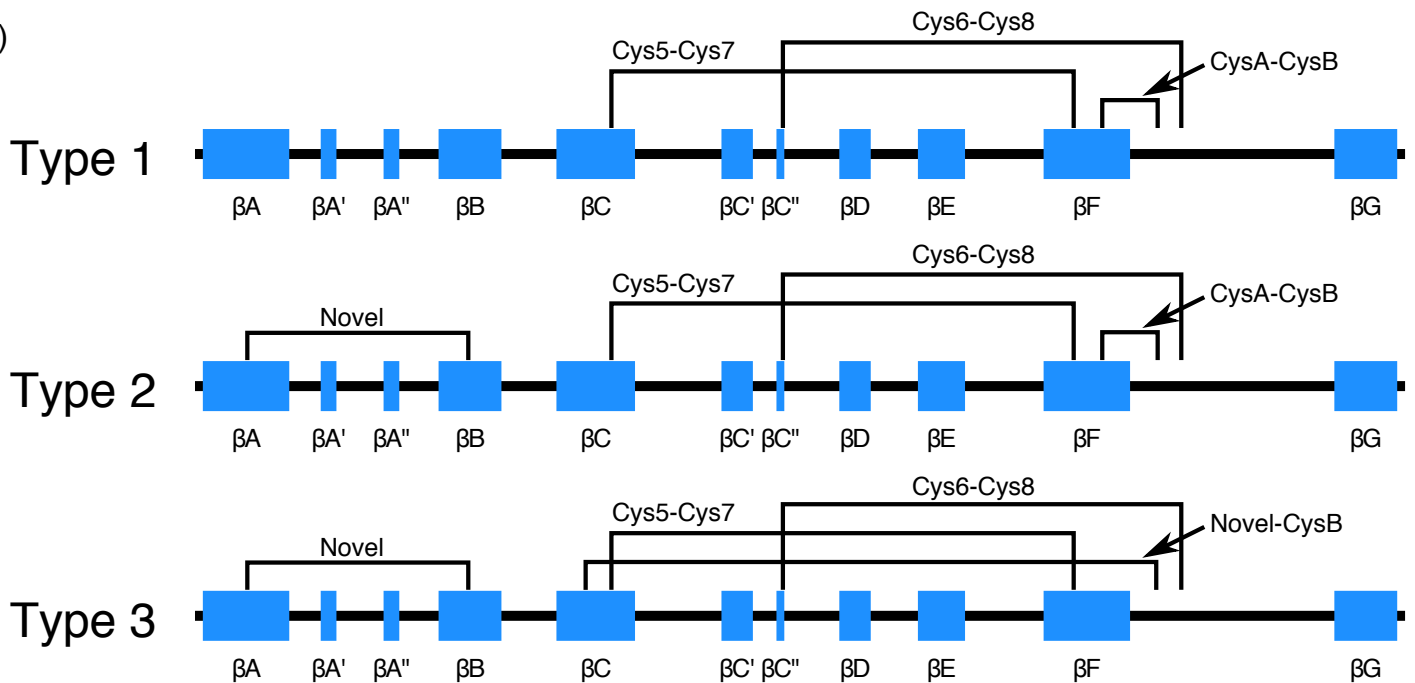 )
Cys6-Cys8
Cys5-Cys7
CysA-CysB
Type 1
βA βA' βA" βB βC βC' βC" βD βE βF βG
Cys6-Cys8
Cys5-Cys7
CysA-CysB
Novel
Type 2
βA βA' βA" βB βC βC' βC" βD βE βF βG
Cys6-Cys8
Cys5-Cys7
Novel-CysB
Novel
Type 3
βA βA' βA" βB βC βC' βC" βD βE βF βG